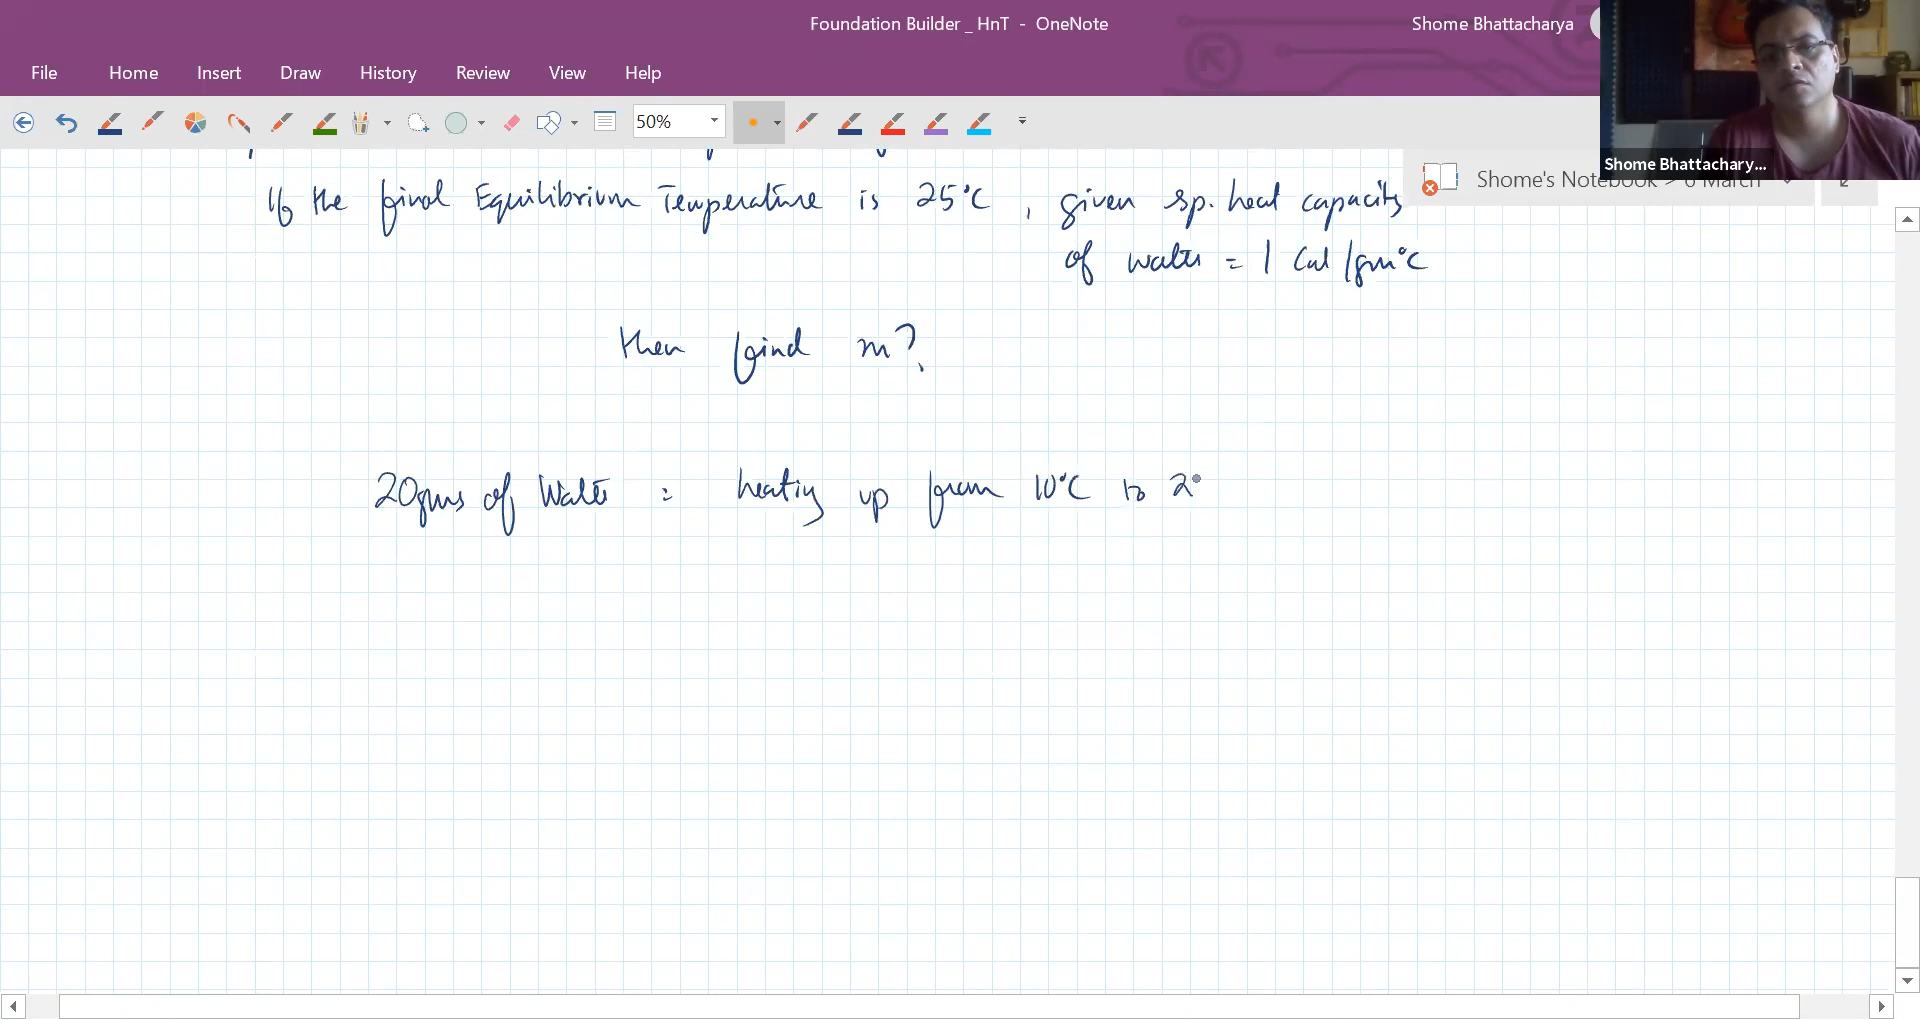 Foundation Builder _ HnT - OneNote
Shome Bhattacharya
File Home Insert Draw History Review View Help
50%
Shome Bhattachary...
Shome's Notebook > 6 March
If the final Equilibrium Temperature is 25°C , given sp. heat capacity
of water = 1 Cal /gm°C
then find m?
20gms of Water : heating up from 10°C to 2